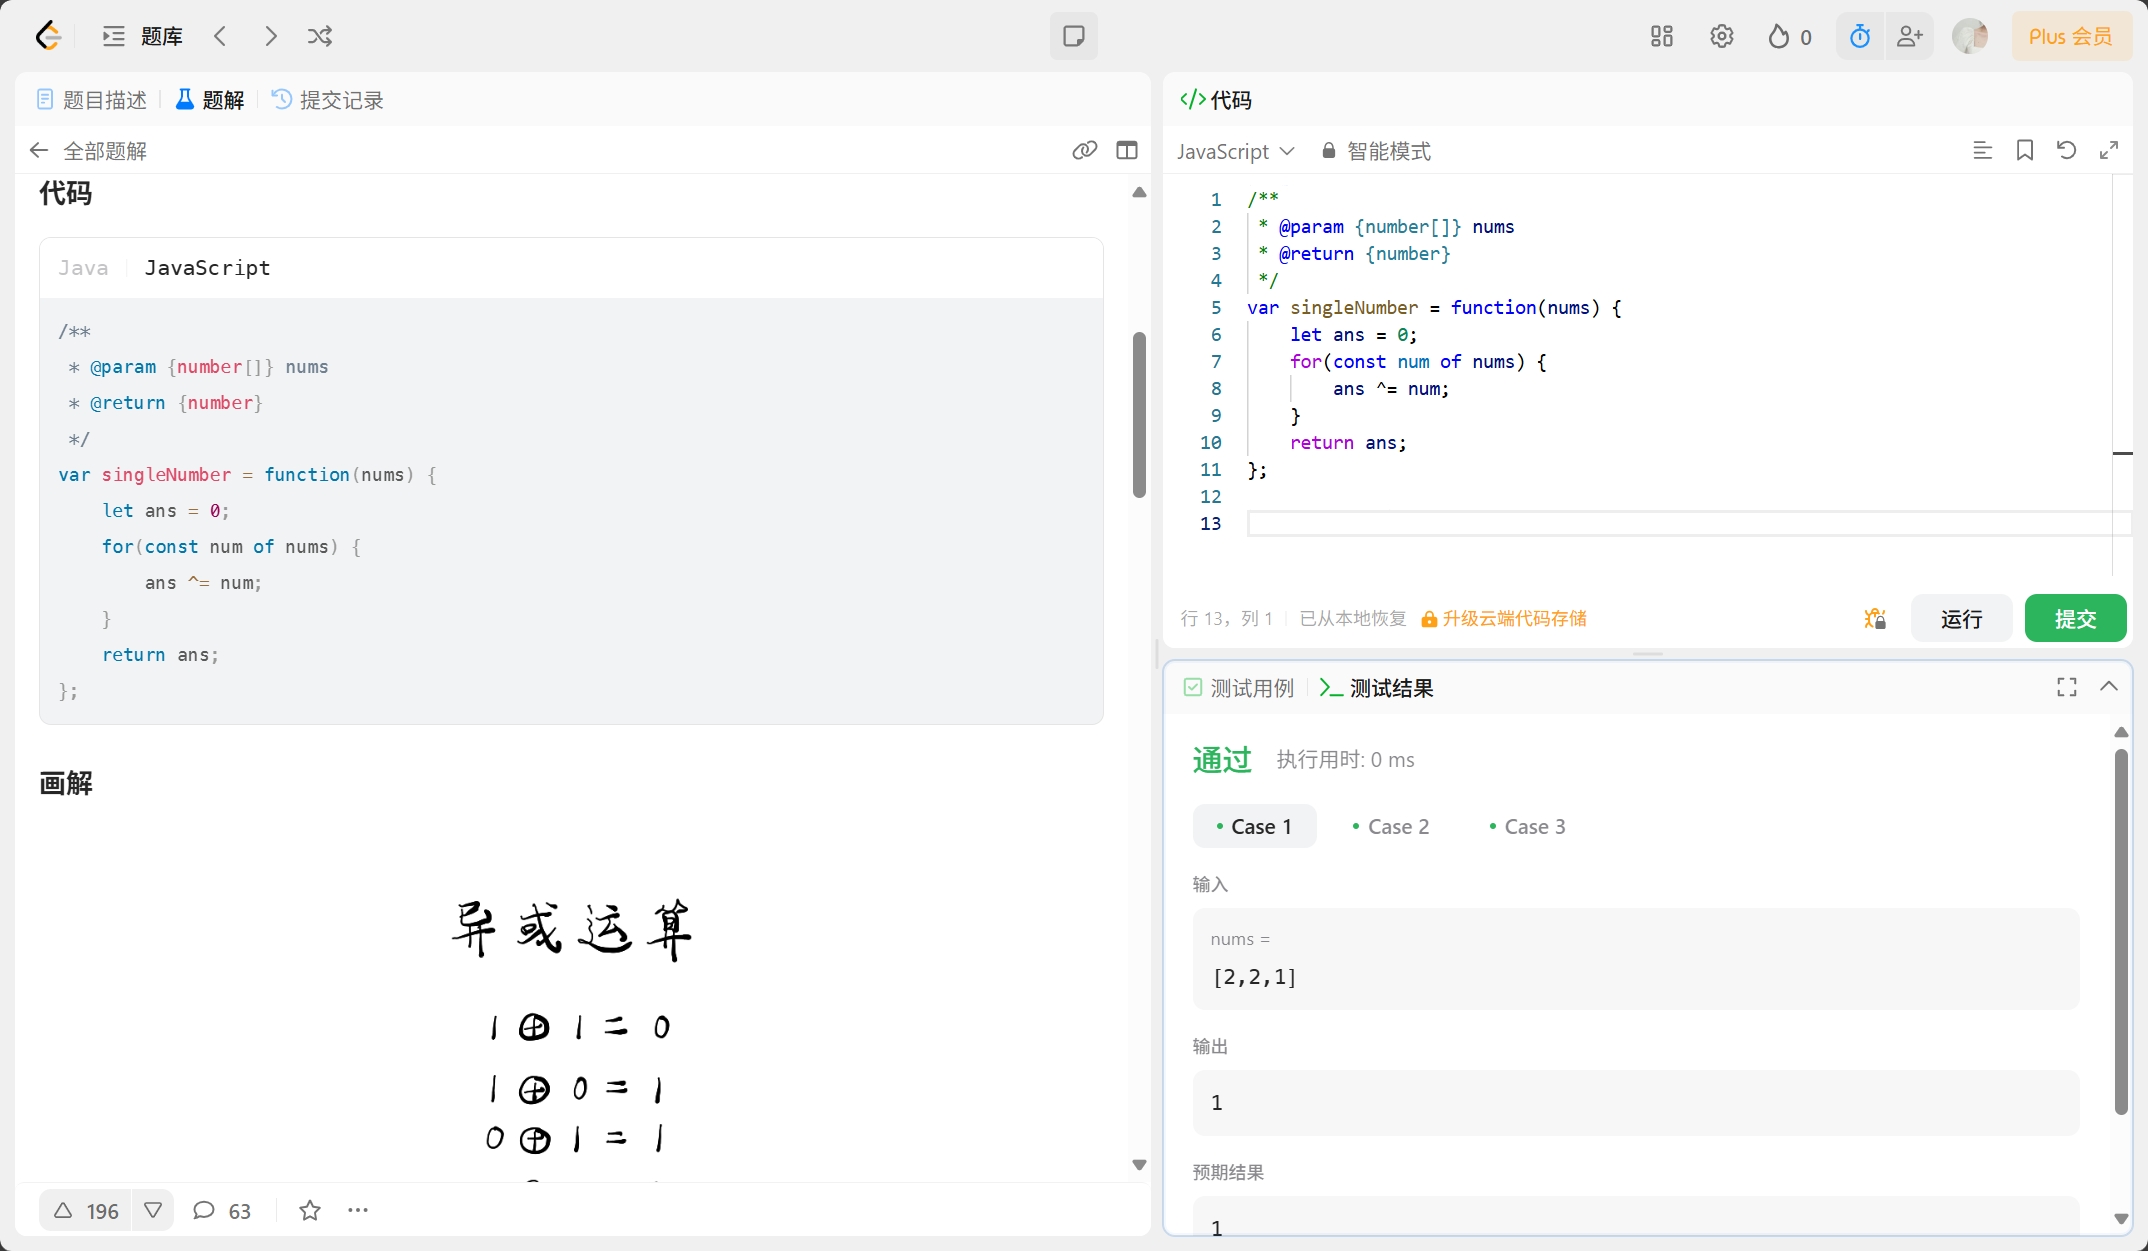 题库
0
Plus 会员
题目描述
题解
提交记录
全部题解
代码
Java
JavaScript
/**
 * @param {number[]} nums
 * @return {number}
 */
var singleNumber = function(nums) {
    let ans = 0;
    for(const num of nums) {
        ans ^= num;
    }
    return ans;
};
画解
异或运算
1 ⊕ 1 = 0
1 ⊕ 0 = 1
0 ⊕ 1 = 1
196
63
</>代码
JavaScript
智能模式
1 /**
2  * @param {number[]} nums
3  * @return {number}
4  */
5 var singleNumber = function(nums) {
6     let ans = 0;
7     for(const num of nums) {
8         ans ^= num;
9     }
10     return ans;
11 };
12
13
行 13，列 1
已从本地恢复
升级云端代码存储
运行
提交
测试用例
测试结果
通过
执行用时: 0 ms
Case 1
Case 2
Case 3
输入
nums =
[2,2,1]
输出
1
预期结果
1